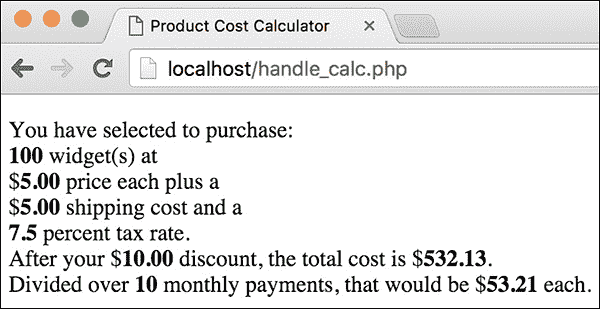 Product Cost Calculator
localhost/handle_calc.php
You have selected to purchase:
100 widget(s) at
$5.00 price each plus a
$5.00 shipping cost and a
7.5 percent tax rate.
After your $10.00 discount, the total cost is $532.13.
Divided over 10 monthly payments, that would be $53.21 each.